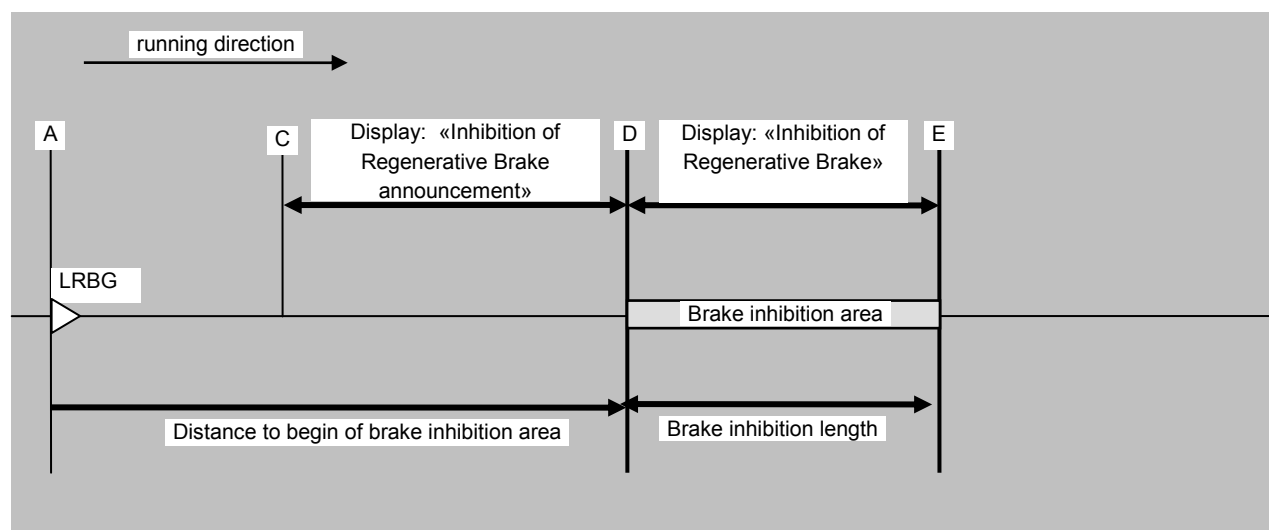 running direction
A
C
Display: «Inhibition of
Regenerative Brake
announcement»
D
Display: «Inhibition of
Regenerative Brake»
E
LRBG
Brake inhibition area
Distance to begin of brake inhibition area
Brake inhibition length